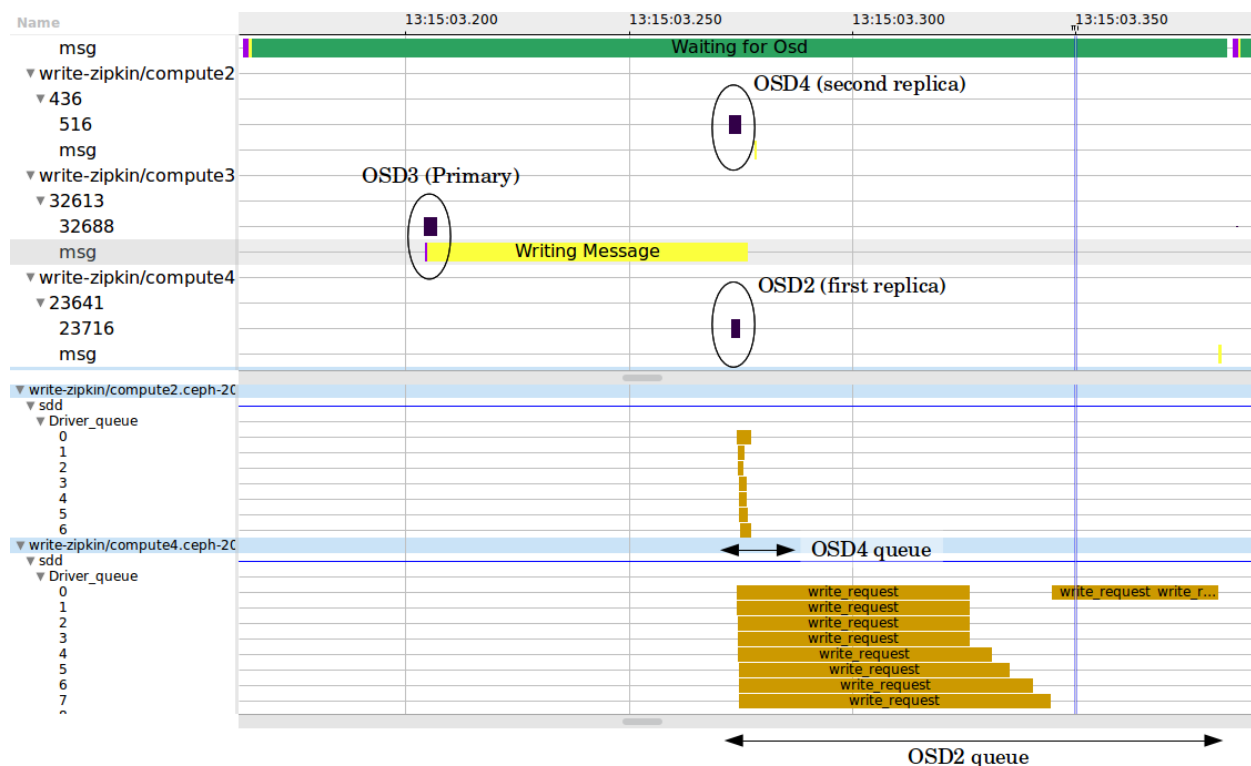 Name 13:15:03.200 13:15:03.250 13:15:03.300 13:15:03.350
msg Waiting for Osd
write-zipkin/compute2
436 OSD4 (second replica)
516
msg
write-zipkin/compute3
OSD3 (Primary)
32613
32688
msg Writing Message
write-zipkin/compute4
OSD2 (first replica)
23641
23716
msg
write-zipkin/compute2.ceph-20
sdd
Driver_queue
0
1
2
3
4
5
6
write-zipkin/compute4.ceph-20
OSD4 queue
sdd
Driver_queue
0 write_request write_request write_r...
1 write_request
2 write_request
3 write_request
4 write_request
5 write_request
6 write_request
7 write_request
OSD2 queue